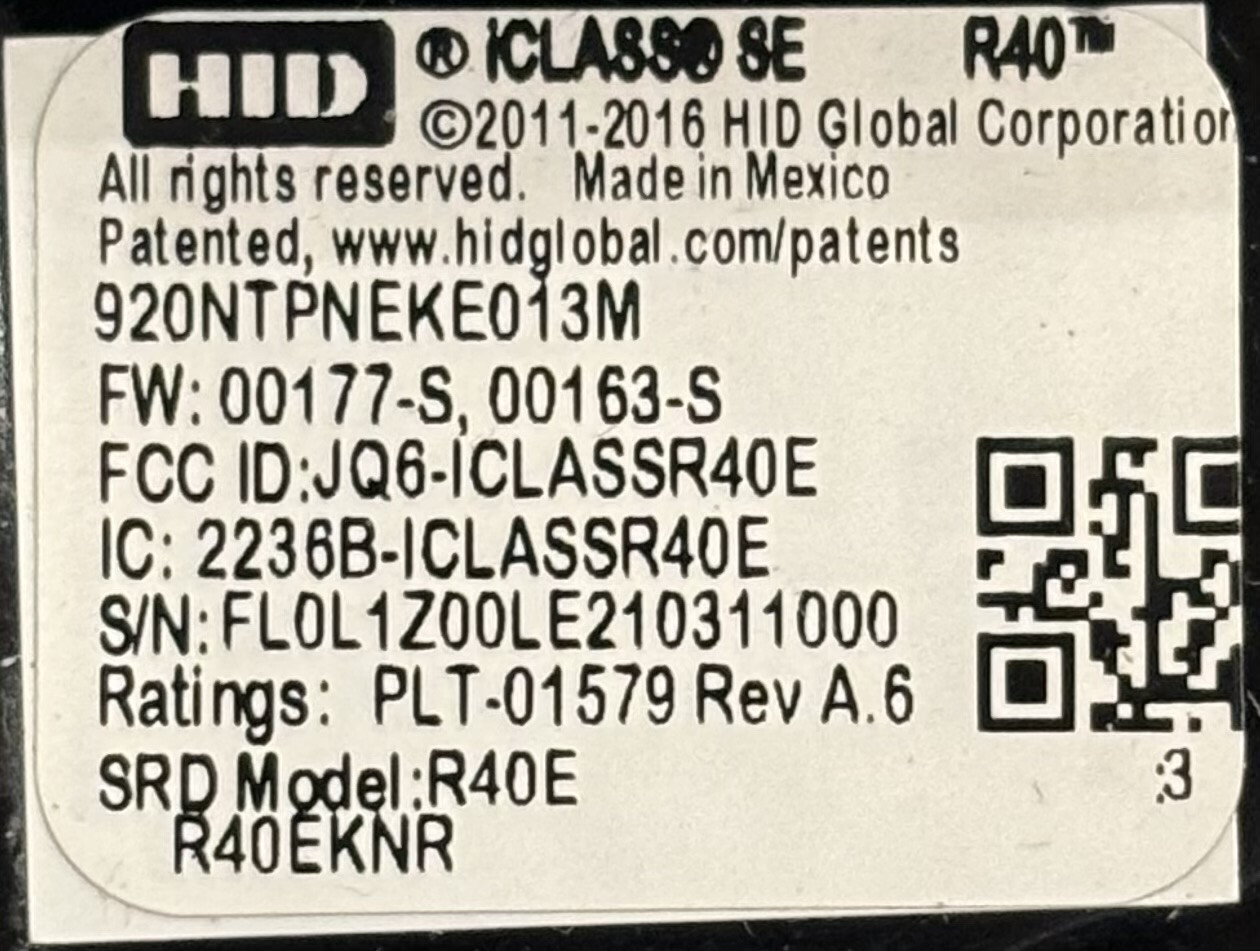 HID ® iCLASS® SE R40™
©2011-2016 HID Global Corporation
All rights reserved. Made in Mexico
Patented, www.hidglobal.com/patents
920NTPNEKE013M
FW: 00177-S, 00163-S
FCC ID:JQ6-ICLASSR40E
IC: 2236B-ICLASSR40E
S/N:FL0L1Z00LE210311000
Ratings: PLT-01579 Rev A.6
:3
SRD Model:R40E
R40EKNR